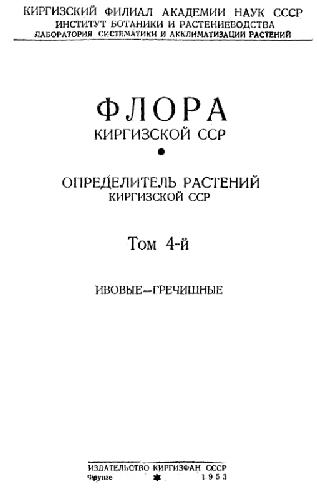 КИРГИЗСКИЙ ФИЛИАЛ АКАДЕМИИ НАУК СССР
ИНСТИТУТ БОТАНИКИ И РАСТЕНИЕВОДСТВА
ЛАБОРАТОРИЯ СИСТЕМАТИКИ И АККЛИМАТИЗАЦИИ РАСТЕНИЙ
ФЛОРА
КИРГИЗСКОЙ ССР
ОПРЕДЕЛИТЕЛЬ РАСТЕНИЙ
КИРГИЗСКОЙ ССР
Том 4-й
ИВОВЫЕ—ГРЕЧИШНЫЕ
ИЗДАТЕЛЬСТВО КИРГИЗФАН СССР
Фрунзе * 1953